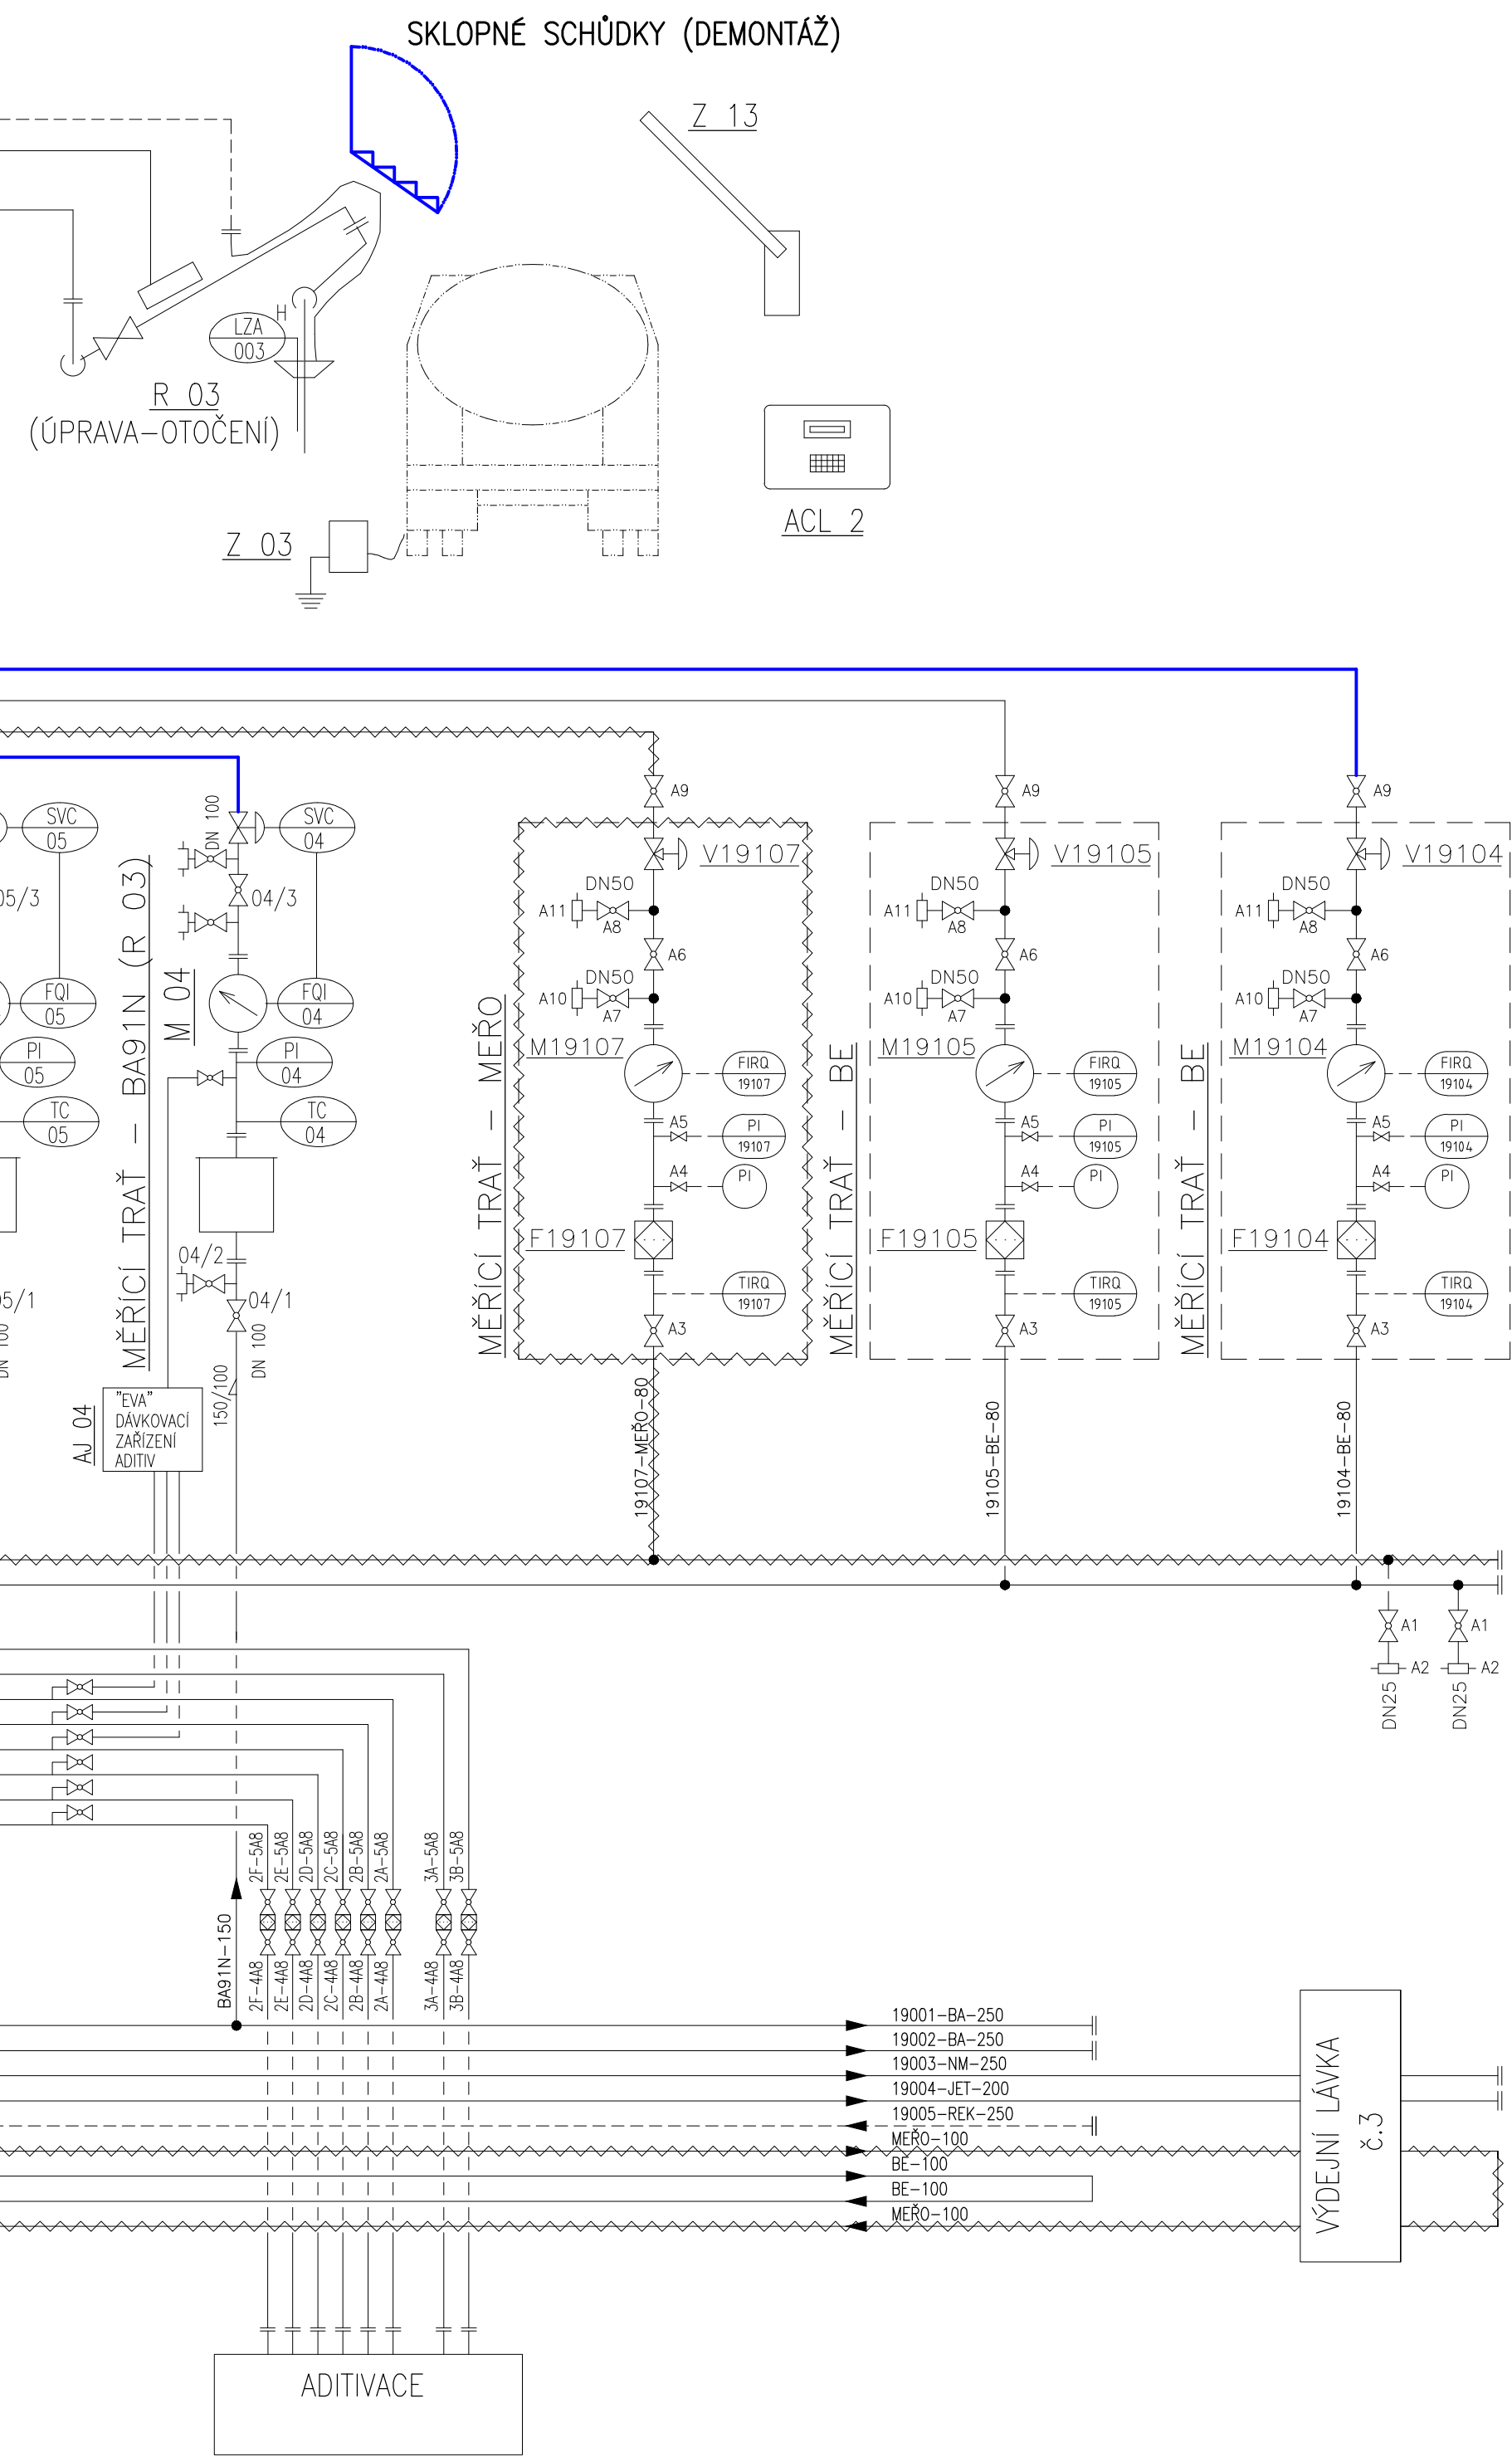 SKLOPNÉ SCHŮDKY (DEMONTÁŽ)
Z 13
H
LZA
003
R 03
(ÚPRAVA-OTOČENÍ)
ACL 2
Z 03
SVC
05
05/3
FQI
05
PI
05
TC
05
05/1
DN 100
MĚŘÍCÍ TRAŤ - BA91N (R 03)
M 04
DN 100
SVC
04
04/3
FQI
04
PI
04
TC
04
04/2
04/1
DN 100
150/100
AJ 04
"EVA"
DÁVKOVACÍ
ZAŘÍZENÍ
ADITIV
MĚŘÍCÍ TRAŤ - MEŘO
A9
V19107
DN50
A11
A8
A6
DN50
A10
A7
M19107
FIRQ
19107
A5
PI
19107
A4
PI
F19107
TIRQ
19107
A3
19107-MEŘO-80
MĚŘÍCÍ TRAŤ - BE
A9
V19105
DN50
A11
A8
A6
DN50
A10
A7
M19105
FIRQ
19105
A5
PI
19105
A4
PI
F19105
TIRQ
19105
A3
19105-BE-80
MĚŘÍCÍ TRAŤ - BE
A9
V19104
DN50
A11
A8
A6
DN50
A10
A7
M19104
FIRQ
19104
A5
PI
19104
A4
PI
F19104
TIRQ
19104
A3
19104-BE-80
A1
A2
DN25
A1
A2
DN25
2F-5A8
2E-5A8
2D-5A8
2C-5A8
2B-5A8
2A-5A8
3A-5A8
3B-5A8
BA91N-150
2F-4A8
2E-4A8
2D-4A8
2C-4A8
2B-4A8
2A-4A8
3A-4A8
3B-4A8
19001-BA-250
19002-BA-250
19003-NM-250
19004-JET-200
19005-REK-250
MEŘO-100
BE-100
BE-100
MEŘO-100
VÝDEJNÍ LÁVKA
č.3
ADITIVACE